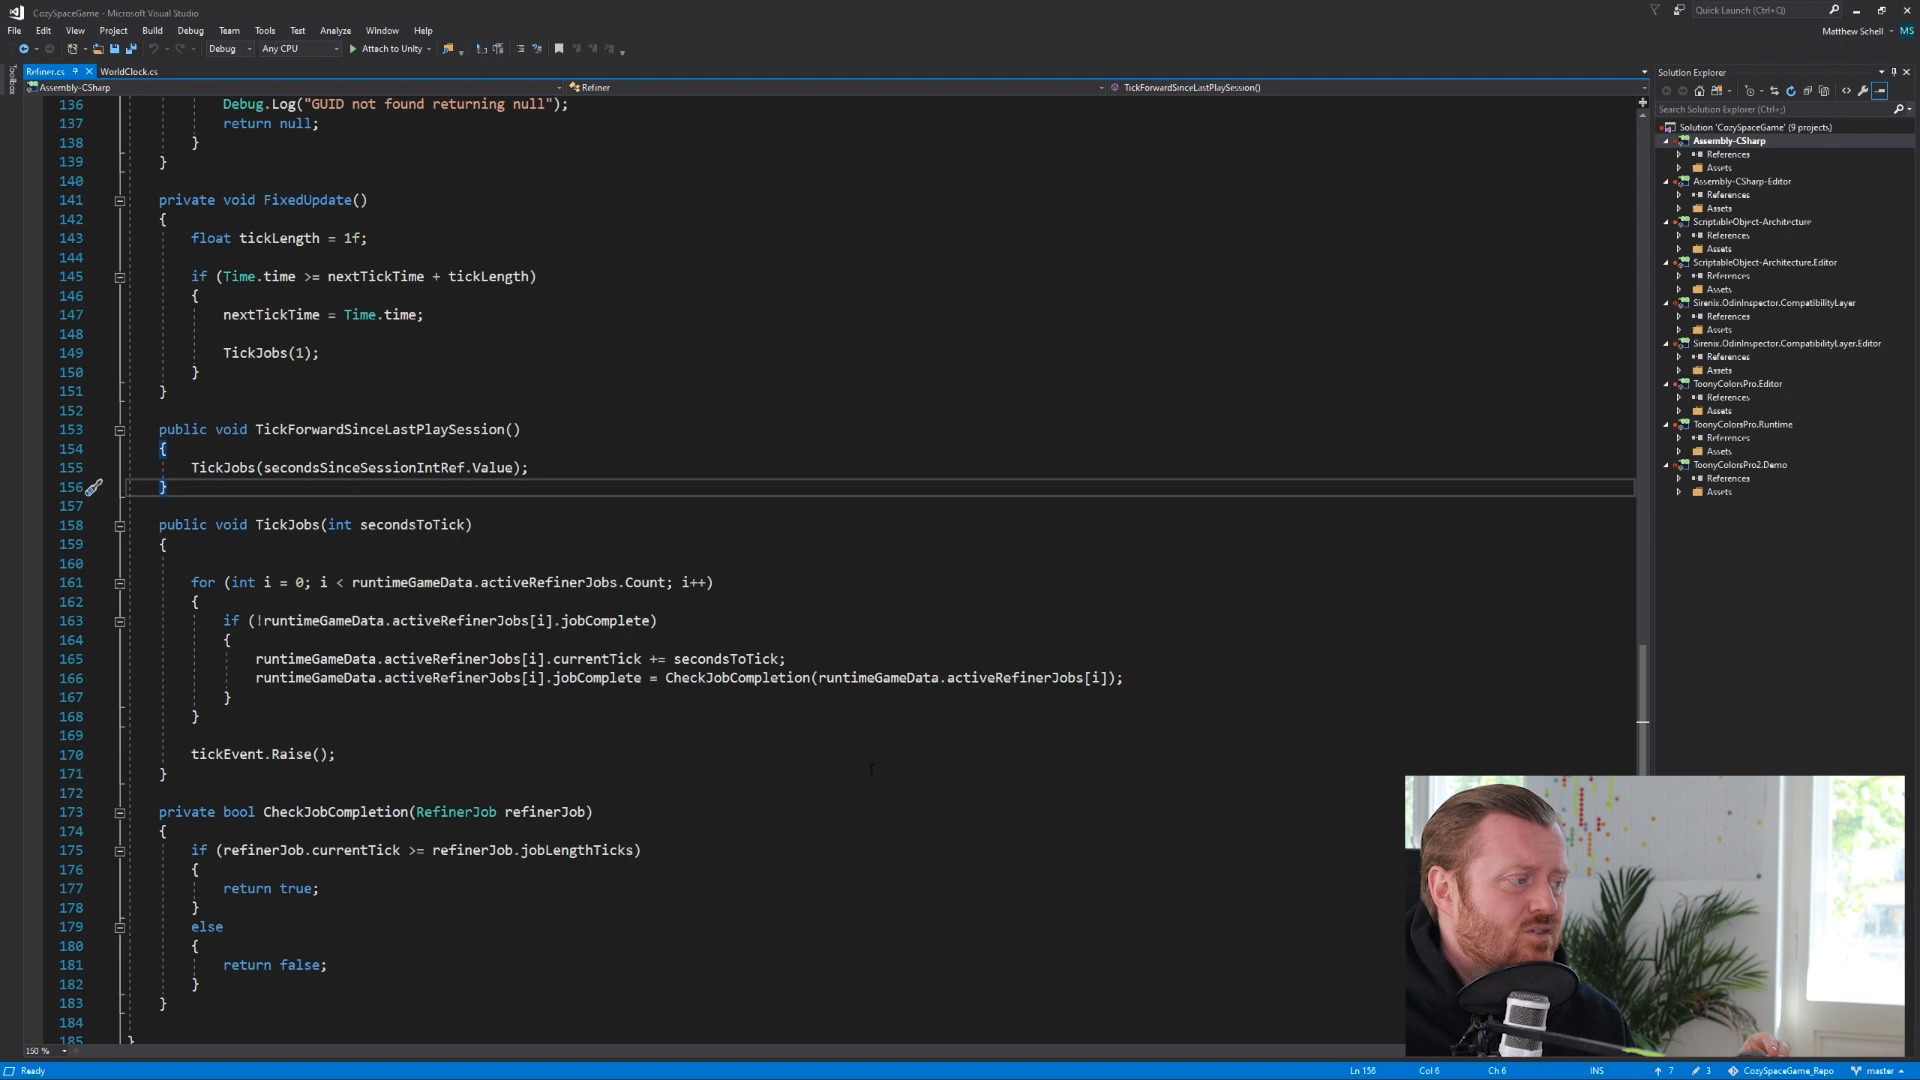 CozySpaceGame - Microsoft Visual Studio
Quick Launch (Ctrl+Q)
File Edit View Project Build Debug Team Tools Test Analyze Window Help
Matthew Schell MS
Debug Any CPU Attach to Unity
Toolbox
Refiner.cs WorldClock.cs
Assembly-CSharp Refiner TickForwardSinceLastPlaySession()
136 Debug.Log("GUID not found returning null");
137 return null;
138 }
139 }
140
141 private void FixedUpdate()
142 {
143 float tickLength = 1f;
144
145 if (Time.time >= nextTickTime + tickLength)
146 {
147 nextTickTime = Time.time;
148
149 TickJobs(1);
150 }
151 }
152
153 public void TickForwardSinceLastPlaySession()
154 {
155 TickJobs(secondsSinceSessionIntRef.Value);
156 }
157
158 public void TickJobs(int secondsToTick)
159 {
160
161 for (int i = 0; i < runtimeGameData.activeRefinerJobs.Count; i++)
162 {
163 if (!runtimeGameData.activeRefinerJobs[i].jobComplete)
164 {
165 runtimeGameData.activeRefinerJobs[i].currentTick += secondsToTick;
166 runtimeGameData.activeRefinerJobs[i].jobComplete = CheckJobCompletion(runtimeGameData.activeRefinerJobs[i]);
167 }
168 }
169
170 tickEvent.Raise();
171 }
172
173 private bool CheckJobCompletion(RefinerJob refinerJob)
174 {
175 if (refinerJob.currentTick >= refinerJob.jobLengthTicks)
176 {
177 return true;
178 }
179 else
180 {
181 return false;
182 }
183 }
184
185 }
Solution Explorer
Search Solution Explorer (Ctrl+;)
Solution 'CozySpaceGame' (9 projects)
Assembly-CSharp
References
Assets
Assembly-CSharp-Editor
References
Assets
ScriptableObject-Architecture
References
Assets
ScriptableObject-Architecture.Editor
References
Assets
Sirenix.OdinInspector.CompatibilityLayer
References
Assets
Sirenix.OdinInspector.CompatibilityLayer.Editor
References
Assets
ToonyColorsPro.Editor
References
Assets
ToonyColorsPro.Runtime
References
Assets
ToonyColorsPro2.Demo
References
Assets
150 %
Ready Ln 156 Col 6 Ch 6 INS 7 3 CozySpaceGame_Repo master